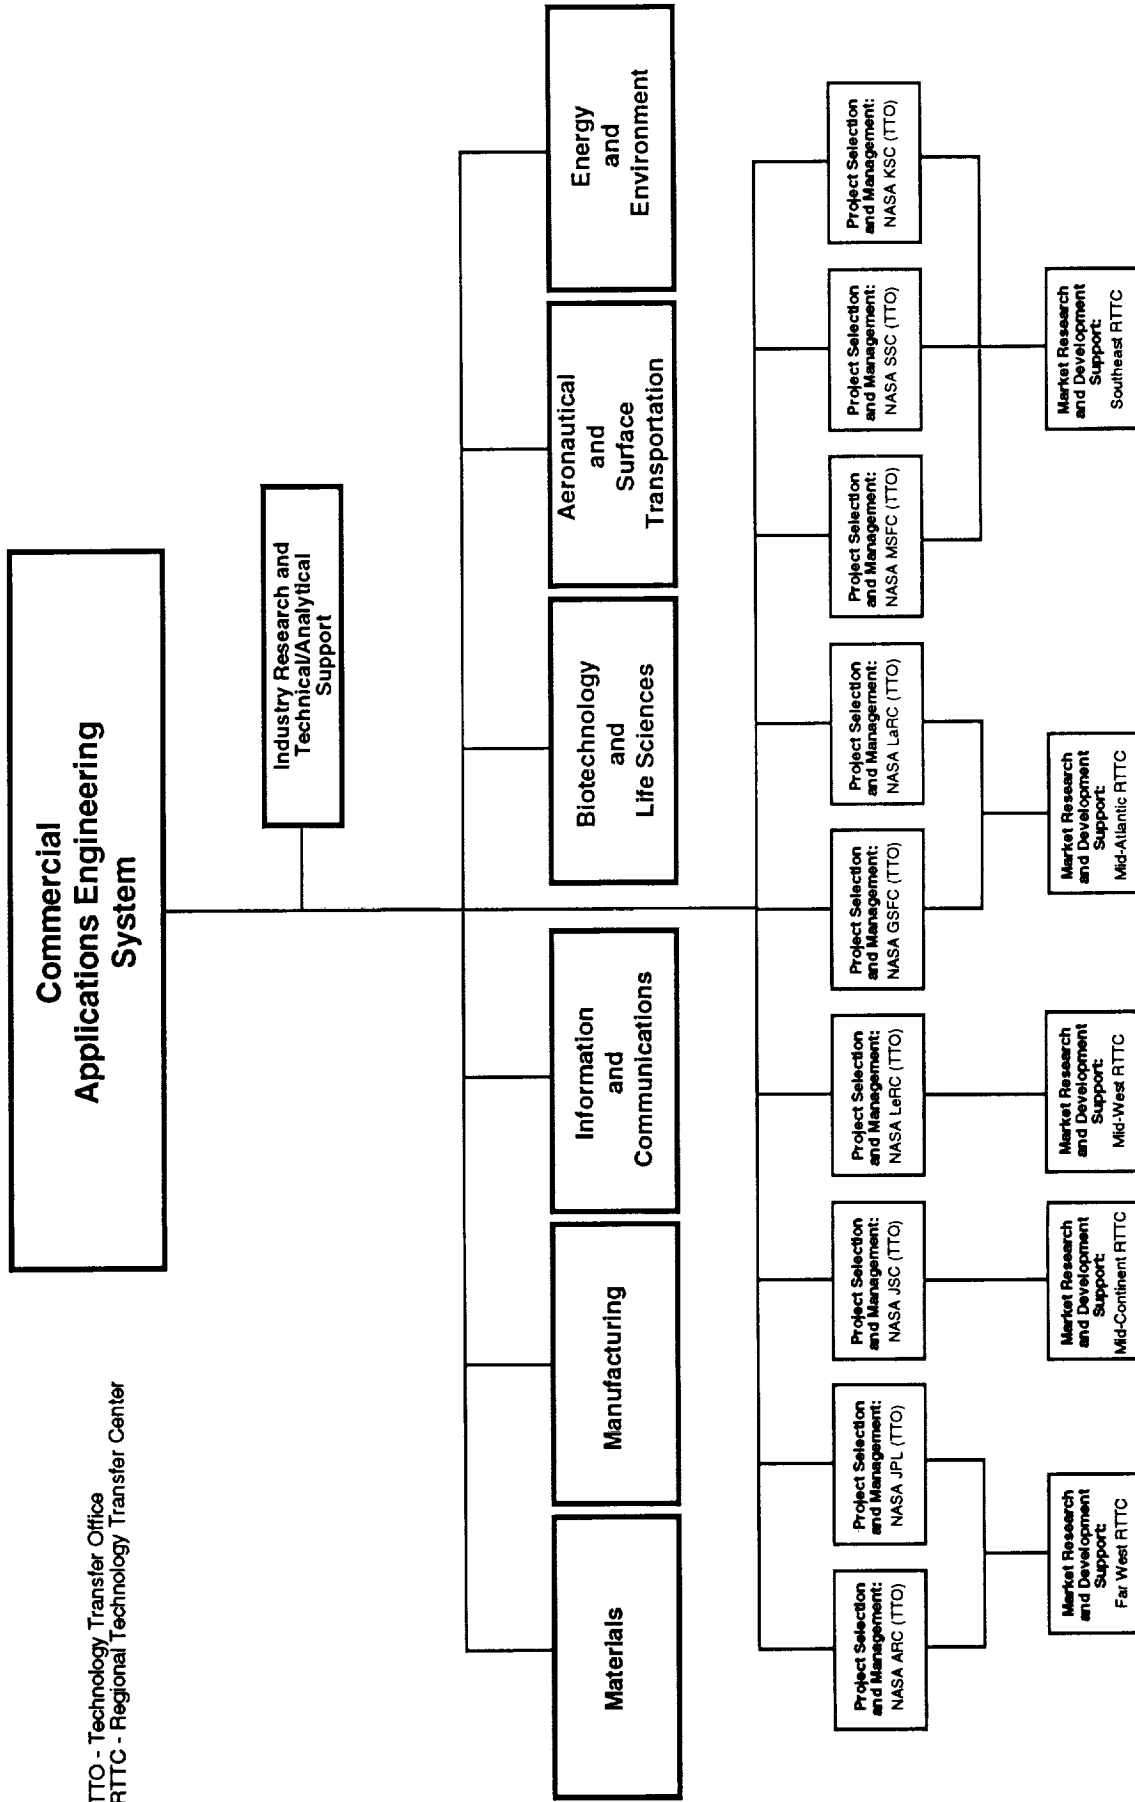 TTO - Technology Transfer Office
RTTC - Regional Technology Transfer Center
Commercial
Applications Engineering
System
Industry Research and
Technical/Analytical
Support
Materials
Manufacturing
Information
and
Communications
Biotechnology
and
Life Sciences
Aeronautical
and
Surface
Transportation
Energy
and
Environment
Project Selection
and Management:
NASA ARC (TTO)
Project Selection
and Management:
NASA JPL (TTO)
Project Selection
and Management:
NASA JSC (TTO)
Project Selection
and Management:
NASA LeRC (TTO)
Project Selection
and Management:
NASA GSFC (TTO)
Project Selection
and Management:
NASA LaRC (TTO)
Project Selection
and Management:
NASA MSFC (TTO)
Project Selection
and Management:
NASA SSC (TTO)
Project Selection
and Management:
NASA KSC (TTO)
Market Research
and Development
Support:
Far West RTTC
Market Research
and Development
Support:
Mid-Continent RTTC
Market Research
and Development
Support:
Mid-West RTTC
Market Research
and Development
Support:
Mid-Atlantic RTTC
Market Research
and Development
Support:
Southeast RTTC